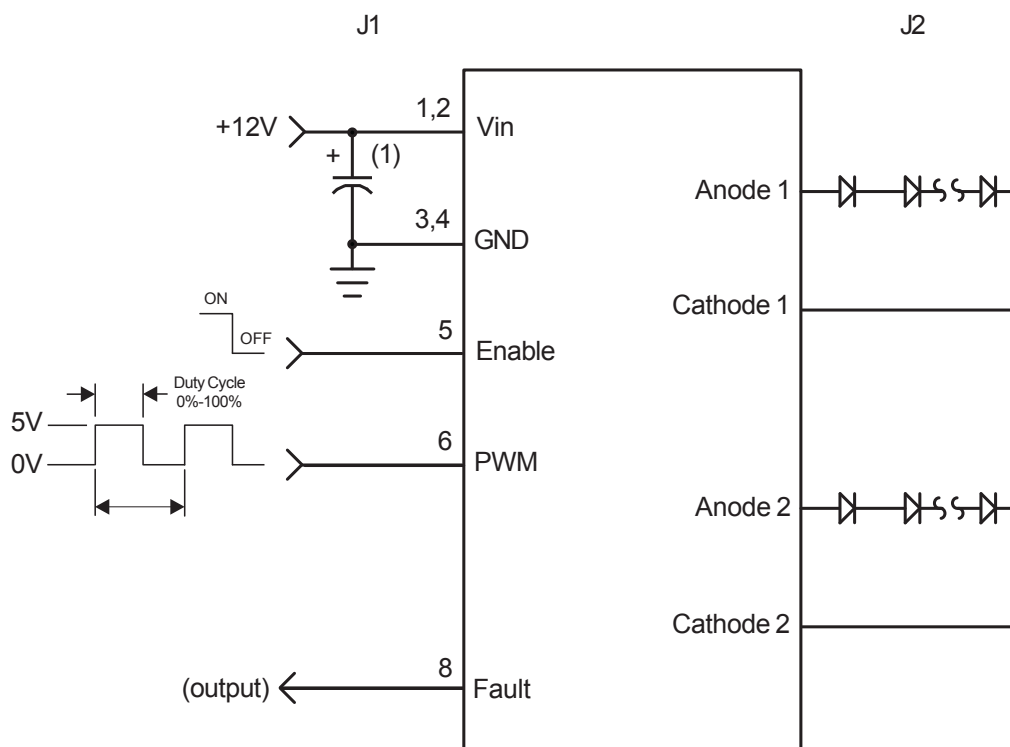 J1
J2
+12V
1,2
Vin
+ (1)
3,4
GND
ON
OFF
5
Enable
Duty Cycle
0%-100%
5V
0V
6
PWM
(output)
8
Fault
Anode 1
Cathode 1
Anode 2
Cathode 2